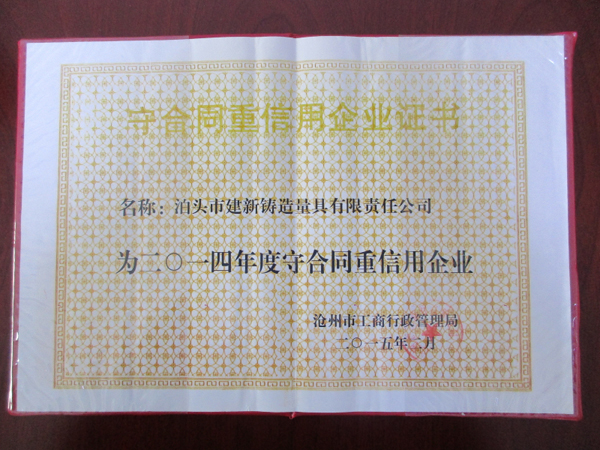 守合同重信用企业证书
名称：泊头市建新铸造量具有限责任公司
为二〇一四年度守合同重信用企业
沧州市工商行政管理局
二〇一五年二月